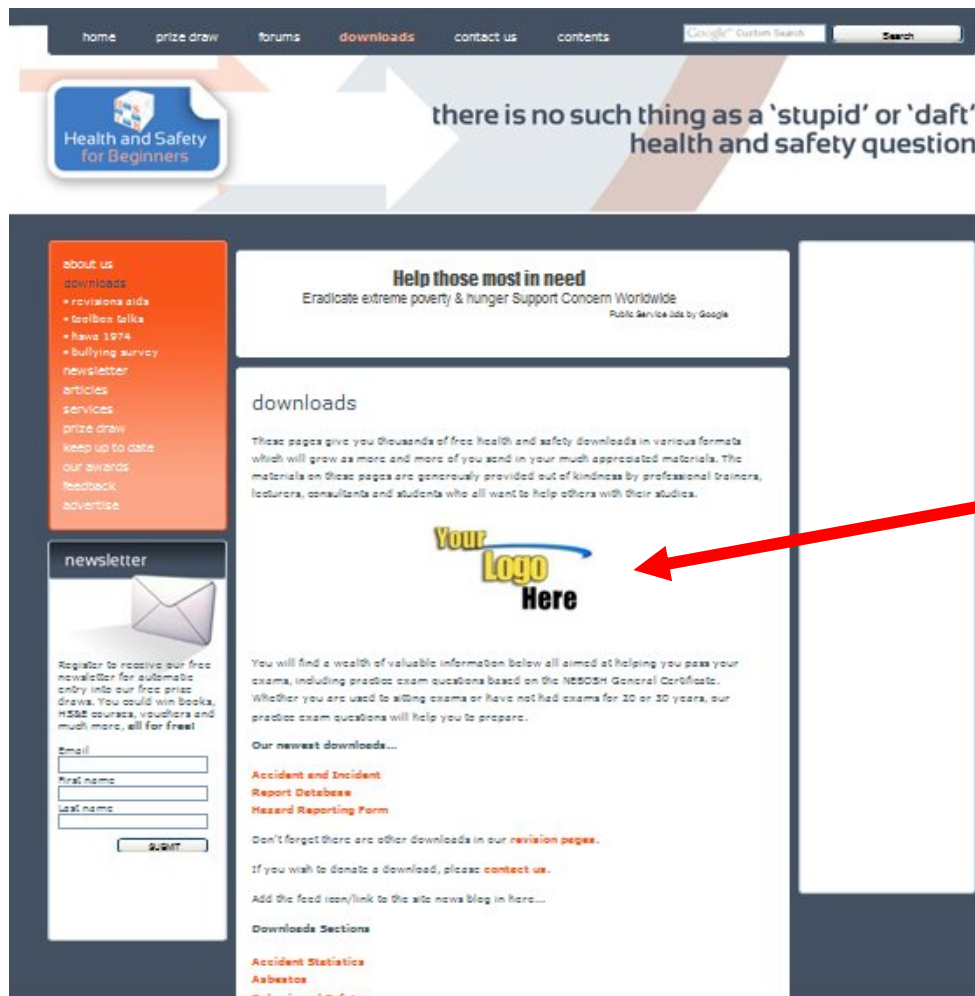 home prize draw forums downloads contact us contents Google™ Custom Search Search
Health and Safety
for Beginners
there is no such thing as a ‘stupid’ or ‘daft’
health and safety question
about us
downloads
• revisions aids
• toolbox talks
• hawa 1974
• bullying survey
newsletter
articles
services
prize draw
keep up to date
our awards
feedback
advertise
newsletter
Register to receive our free
newsletter for automatic
entry into our free prize
draws. You could win books,
HS&E courses, vouchers and
much more, all for free!
Email
First name
Last name
SUBMIT
Help those most in need
Eradicate extreme poverty & hunger Support Concern Worldwide
Public Service Ads by Google
downloads
These pages give you thousands of free health and safety downloads in various formats
which will grow as more and more of you send in your much appreciated materials. The
materials on these pages are generously provided out of kindness by professional trainers,
lecturers, consultants and students who all want to help others with their studies.
Your
Logo
Here
You will find a wealth of valuable information below all aimed at helping you pass your
exams, including practice exam questions based on the NEBOSH General Certificate.
Whether you are used to sitting exams or have not had exams for 20 or 30 years, our
practice exam questions will help you to prepare.
Our newest downloads...
Accident and Incident
Report Database
Hazard Reporting Form
Don't forget there are other downloads in our revision pages.
If you wish to donate a download, please contact us.
Add the feed icon/link to the site news blog in here...
Downloads Sections
Accident Statistics
Asbestos